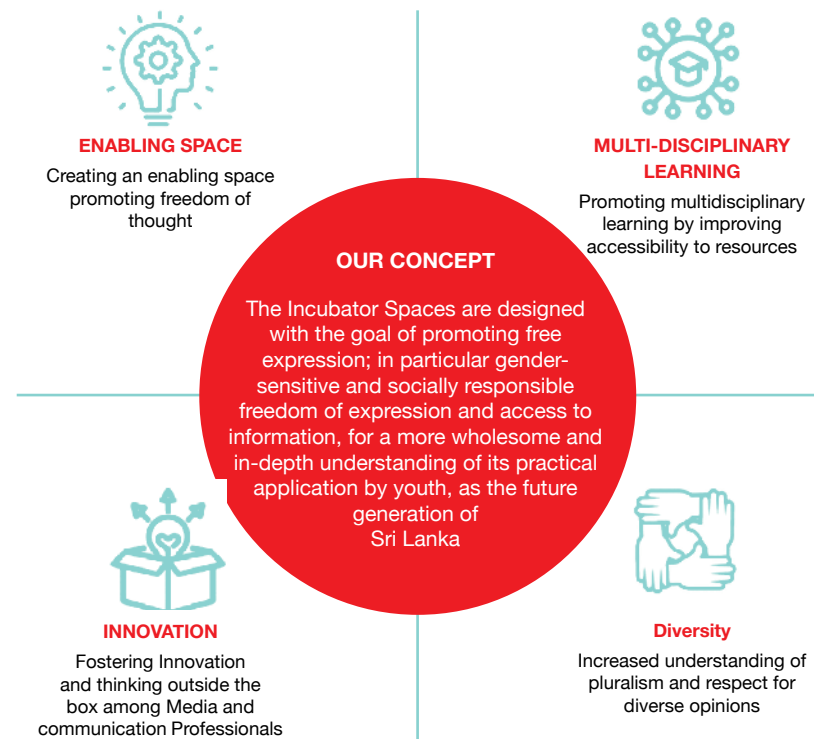 ENABLING SPACE
Creating an enabling space
promoting freedom of
thought
MULTI-DISCIPLINARY
LEARNING
Promoting multidisciplinary
learning by improving
accessibility to resources
OUR CONCEPT
The Incubator Spaces are designed
with the goal of promoting free
expression; in particular gender-
sensitive and socially responsible
freedom of expression and access to
information, for a more wholesome and
in-depth understanding of its practical
application by youth, as the future
generation of
Sri Lanka
INNOVATION
Fostering Innovation
and thinking outside the
box among Media and
communication Professionals
Diversity
Increased understanding of
pluralism and respect for
diverse opinions